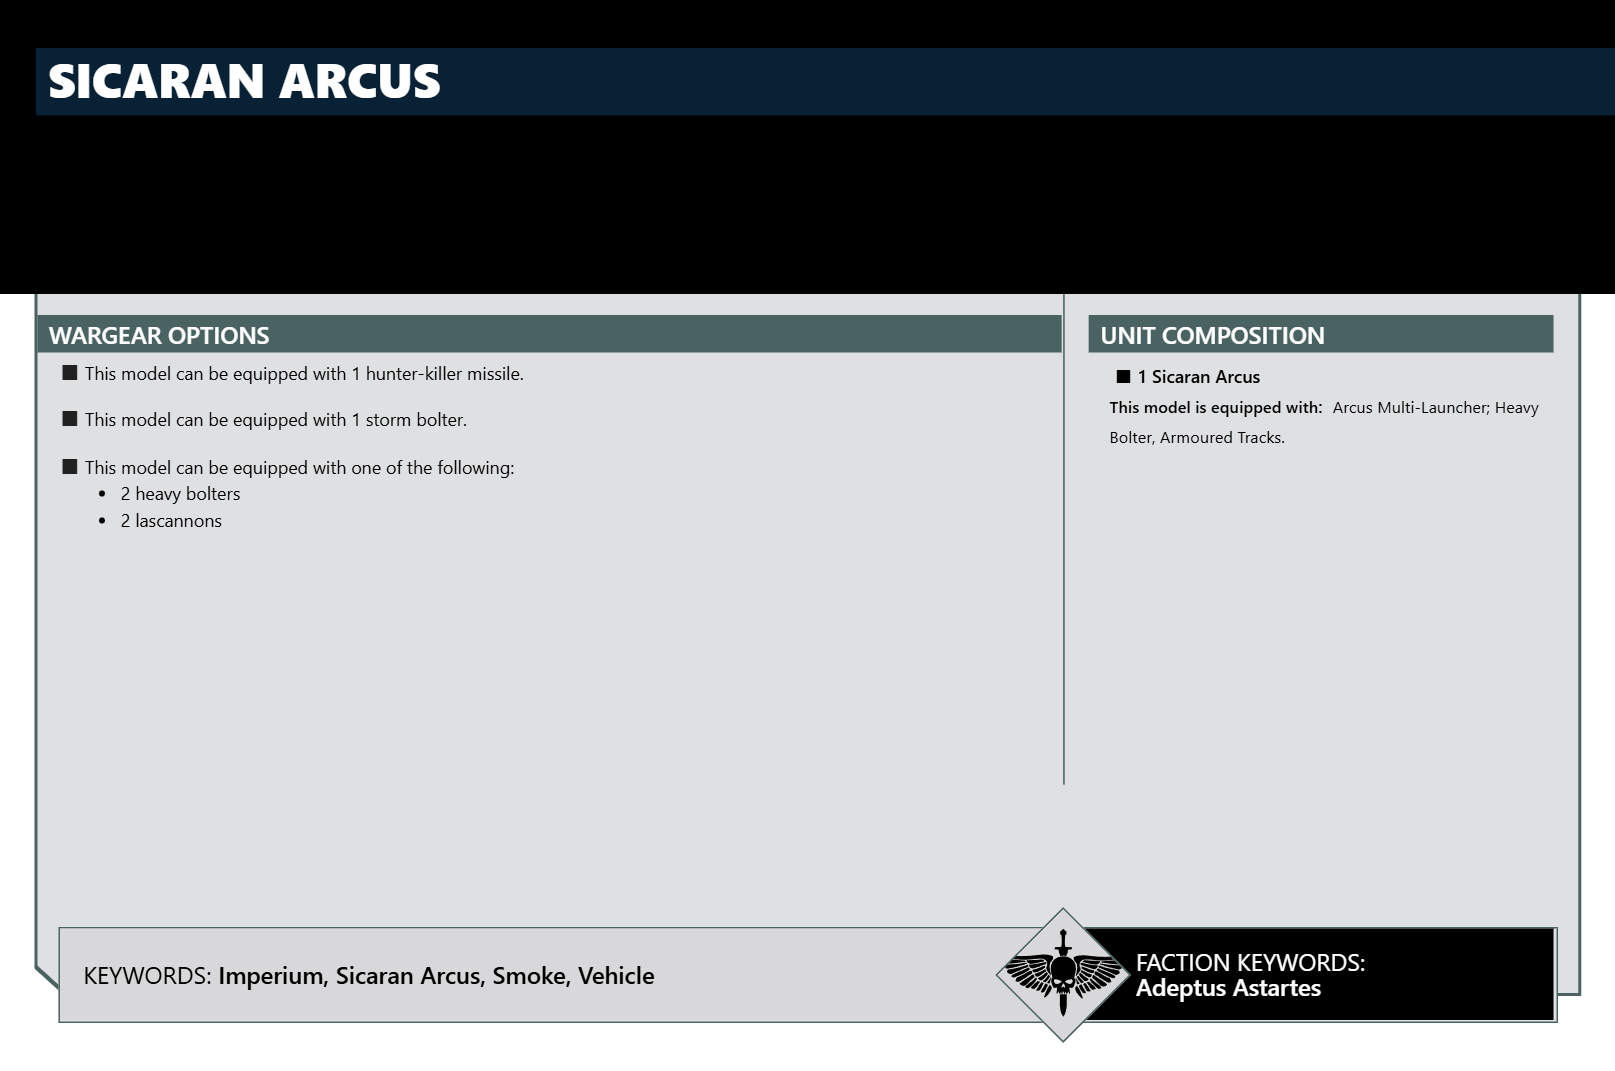 SICARAN ARCUS
WARGEAR OPTIONS
■ This model can be equipped with 1 hunter-killer missile.
■ This model can be equipped with 1 storm bolter.
■ This model can be equipped with one of the following:
• 2 heavy bolters
• 2 lascannons
UNIT COMPOSITION
■ 1 Sicaran Arcus
This model is equipped with: Arcus Multi-Launcher; Heavy
Bolter, Armoured Tracks.
KEYWORDS: Imperium, Sicaran Arcus, Smoke, Vehicle
FACTION KEYWORDS:
Adeptus Astartes